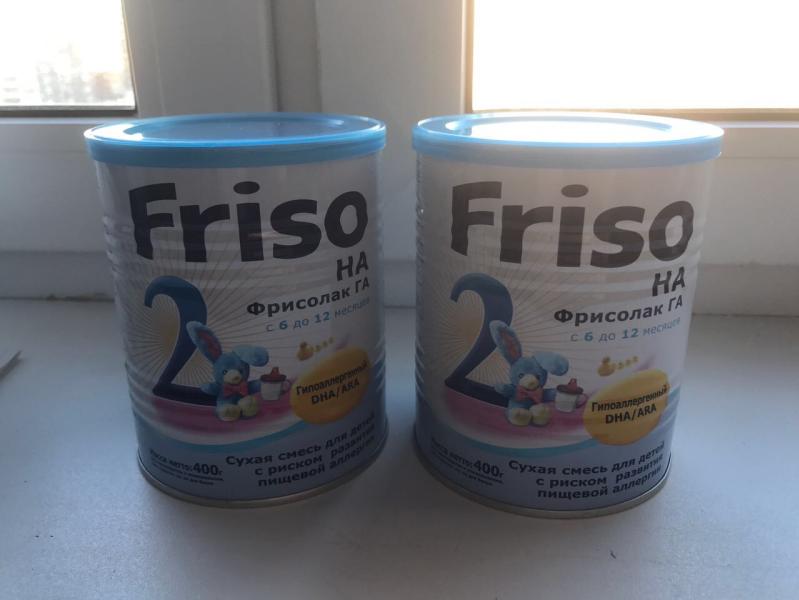 Friso
HA
Фрисолак ГА
с 6 до 12 месяцев
2
Гипоаллергенный
DHA/ARA
Масса нетто: 400г
Сухая смесь для детей
с риском развития
пищевой аллергии
Friso
HA
Фрисолак ГА
с 6 до 12 месяцев
2
Гипоаллергенный
DHA/ARA
Масса нетто: 400г
Сухая смесь для детей
с риском развития
пищевой аллергии